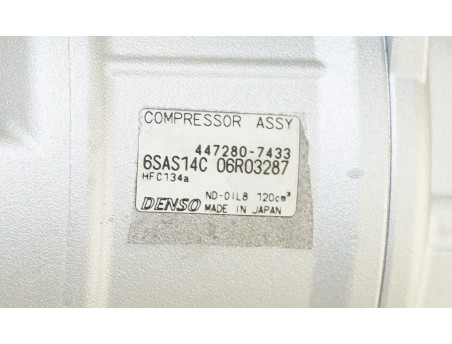 COMPRESSOR ASSY
447280-7433
6SAS14C 06R03287
HFC134a
ND-OIL8 120cm³
DENSO MADE IN JAPAN